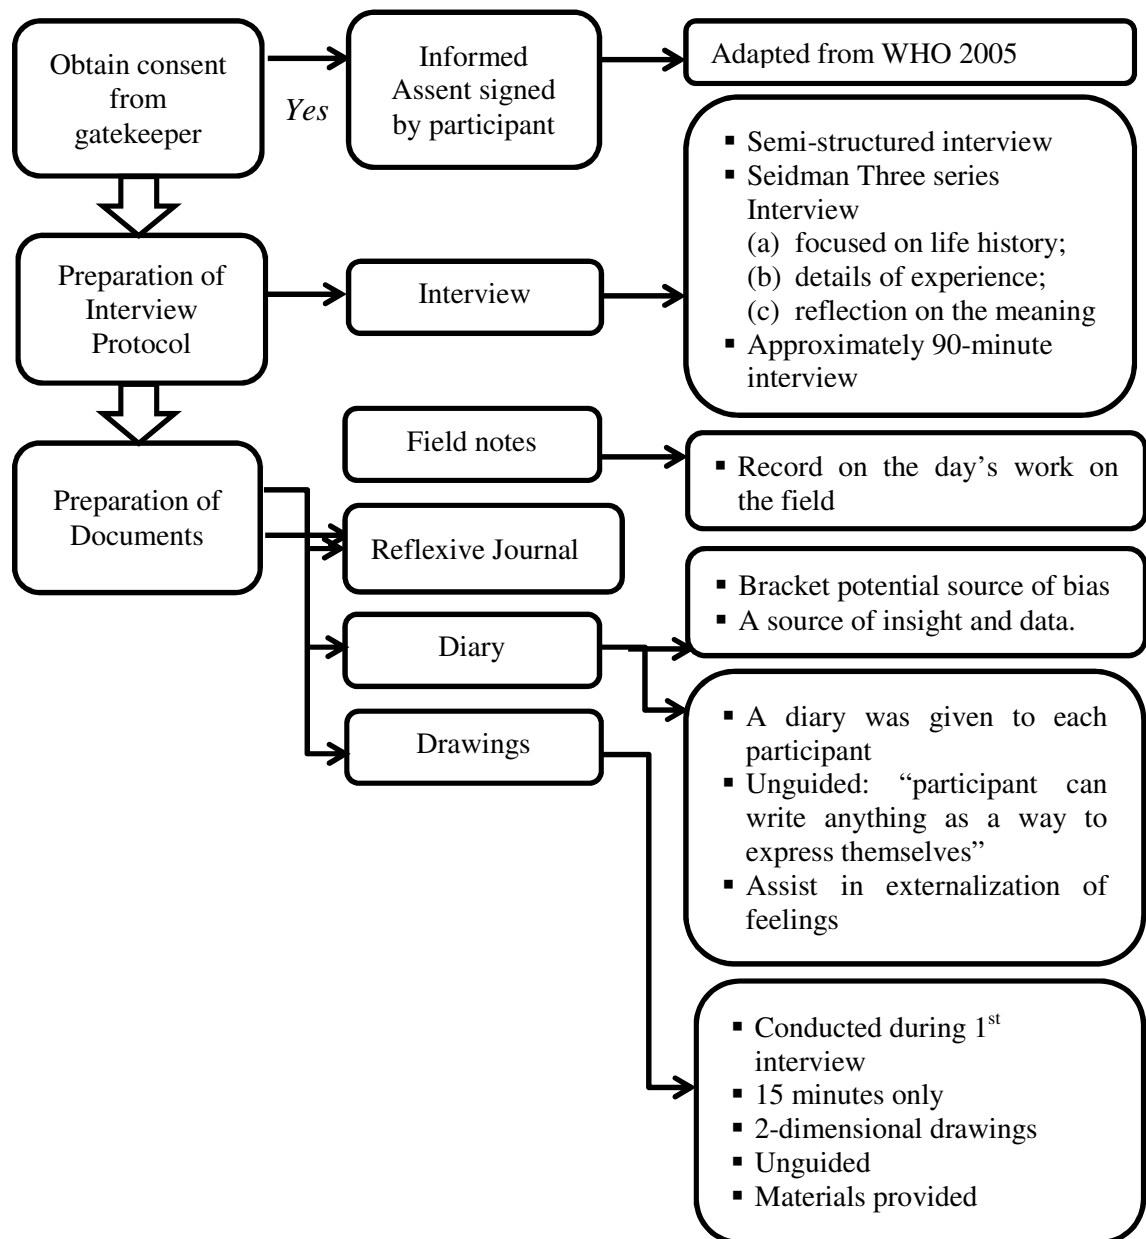 Obtain consent
from
gatekeeper
Yes
Informed
Assent signed
by participant
Adapted from WHO 2005
Preparation of
Interview
Protocol
Interview
▪ Semi-structured interview
▪ Seidman Three series
Interview
(a) focused on life history;
(b) details of experience;
(c) reflection on the meaning
▪ Approximately 90-minute
interview
Preparation of
Documents
Field notes
▪ Record on the day’s work on
the field
Reflexive Journal
▪ Bracket potential source of bias
▪ A source of insight and data.
Diary
▪ A diary was given to each
participant
▪ Unguided: “participant can
write anything as a way to
express themselves”
▪ Assist in externalization of
feelings
Drawings
▪ Conducted during 1st
interview
▪ 15 minutes only
▪ 2-dimensional drawings
▪ Unguided
▪ Materials provided